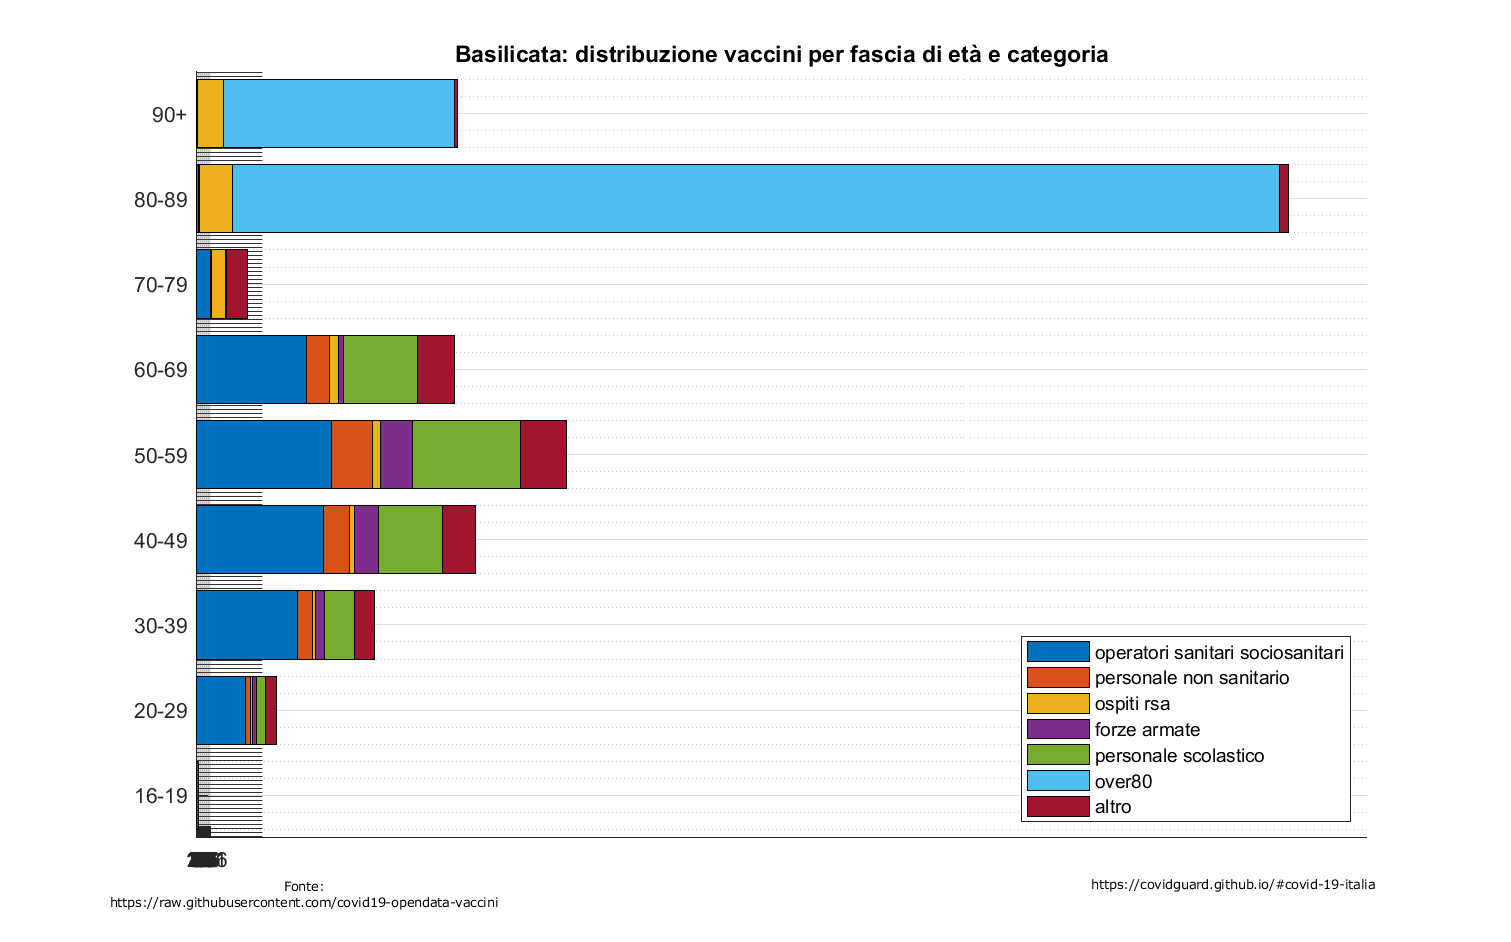 Basilicata: distribuzione vaccini per fascia di età e categoria
90+
80-89
70-79
60-69
50-59
40-49
30-39
20-29
16-19
operatori sanitari sociosanitari
personale non sanitario
ospiti rsa
forze armate
personale scolastico
over80
altro
Fonte:
https://raw.githubusercontent.com/covid19-opendata-vaccini
https://covidguard.github.io/#covid-19-italia